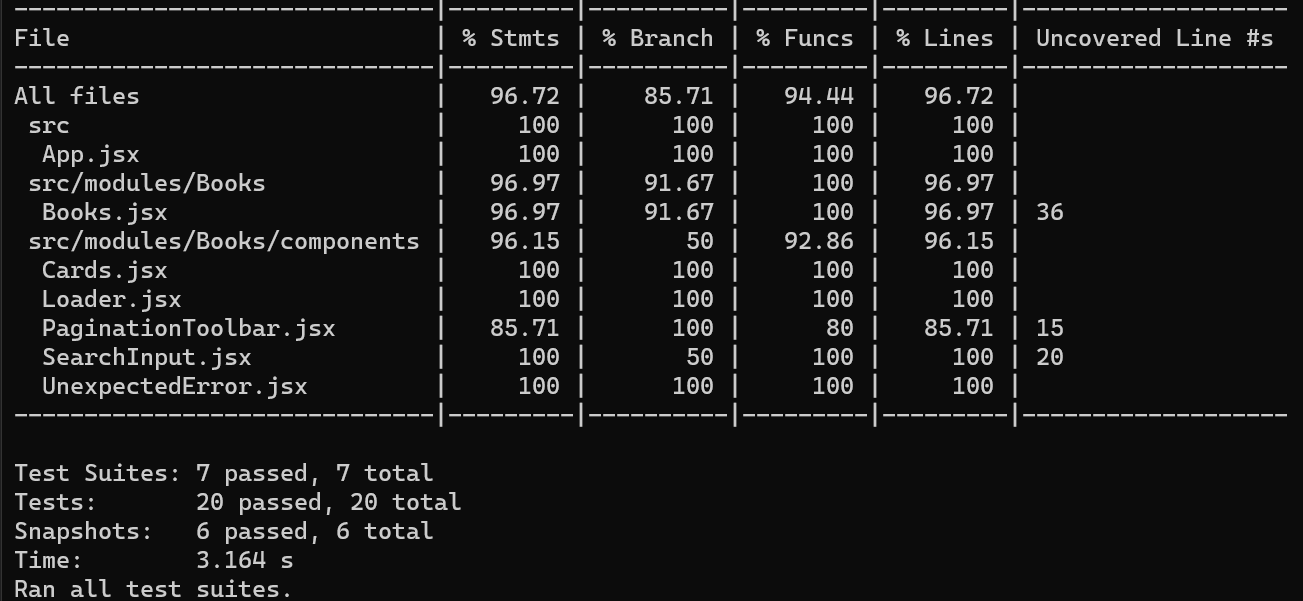 -------------------------------|---------|----------|---------|---------|--------------------
File                          | % Stmts | % Branch | % Funcs | % Lines | Uncovered Line #s
------------------------------|---------|----------|---------|---------|-------------------
All files                     |   96.72 |    85.71 |   94.44 |   96.72 |
 src                          |     100 |      100 |     100 |     100 |
  App.jsx                     |     100 |      100 |     100 |     100 |
 src/modules/Books            |   96.97 |    91.67 |     100 |   96.97 |
  Books.jsx                   |   96.97 |    91.67 |     100 |   96.97 | 36
 src/modules/Books/components |   96.15 |       50 |   92.86 |   96.15 |
  Cards.jsx                   |     100 |      100 |     100 |     100 |
  Loader.jsx                  |     100 |      100 |     100 |     100 |
  PaginationToolbar.jsx       |   85.71 |      100 |      80 |   85.71 | 15
  SearchInput.jsx             |     100 |       50 |     100 |     100 | 20
  UnexpectedError.jsx         |     100 |      100 |     100 |     100 |
------------------------------|---------|----------|---------|---------|-------------------
Test Suites: 7 passed, 7 total
Tests:       20 passed, 20 total
Snapshots:   6 passed, 6 total
Time:        3.164 s
Ran all test suites.